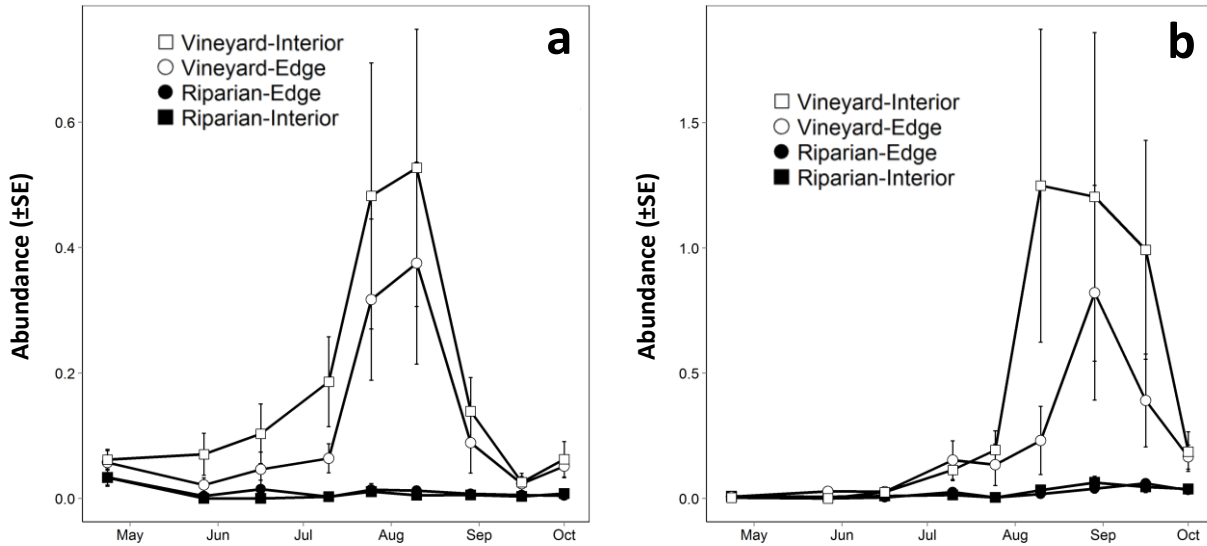 a
Vineyard-Interior
Vineyard-Edge
Riparian-Edge
Riparian-Interior
Abundance (±SE)
0.6
0.4
0.2
0.0
May Jun Jul Aug Sep Oct
b
Vineyard-Interior
Vineyard-Edge
Riparian-Edge
Riparian-Interior
Abundance (±SE)
1.5
1.0
0.5
0.0
May Jun Jul Aug Sep Oct